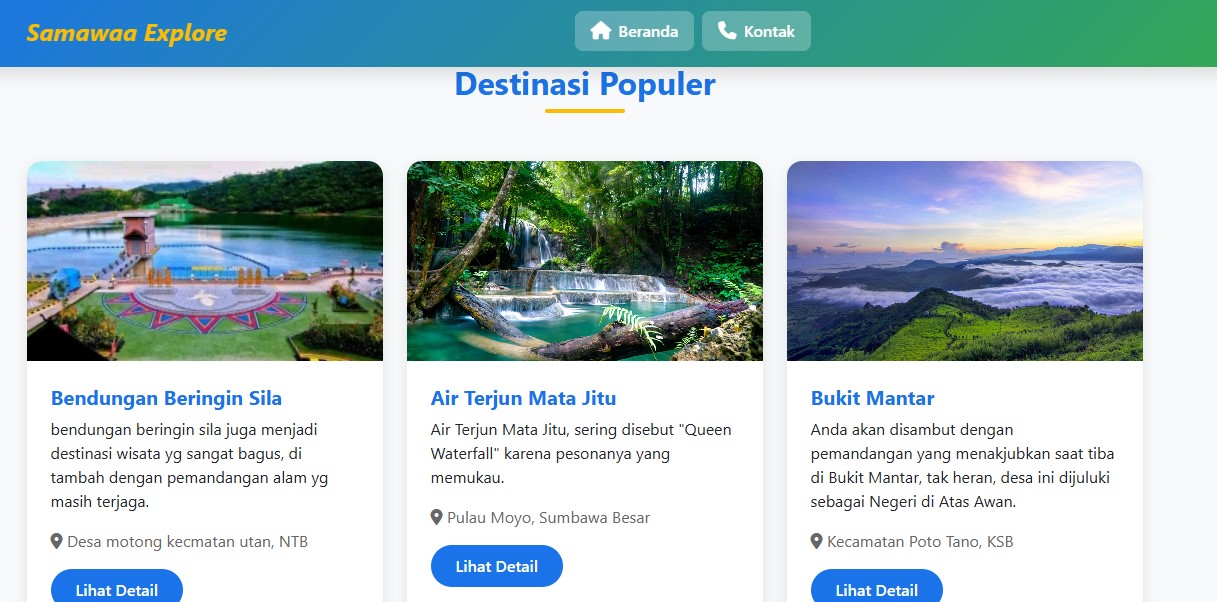 Samawaa Explore
Beranda
Kontak
Destinasi Populer
Bendungan Beringin Sila
bendungan beringin sila juga menjadi
destinasi wisata yg sangat bagus, di
tambah dengan pemandangan alam yg
masih terjaga.
Desa motong kecmatan utan, NTB
Lihat Detail
Air Terjun Mata Jitu
Air Terjun Mata Jitu, sering disebut "Queen
Waterfall" karena pesonanya yang
memukau.
Pulau Moyo, Sumbawa Besar
Lihat Detail
Bukit Mantar
Anda akan disambut dengan
pemandangan yang menakjubkan saat tiba
di Bukit Mantar, tak heran, desa ini dijuluki
sebagai Negeri di Atas Awan.
Kecamatan Poto Tano, KSB
Lihat Detail